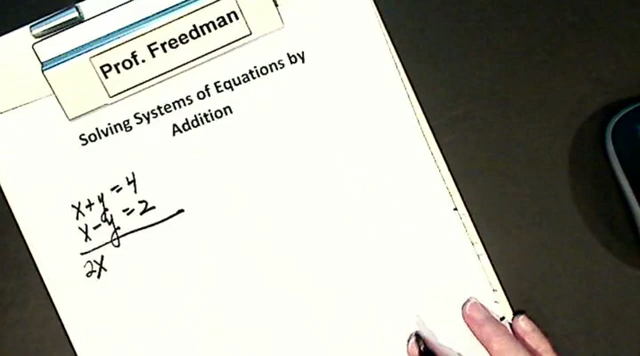 Prof. Freedman
Solving Systems of Equations by
Addition
x+y=4
x-y=2
2x